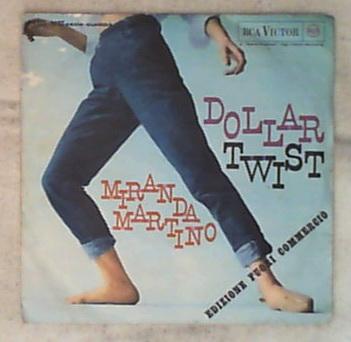 RCA VICTOR
DOLLAR
TWIST
MIRANDA
MARTINO
EDIZIONE FUORI COMMERCIO